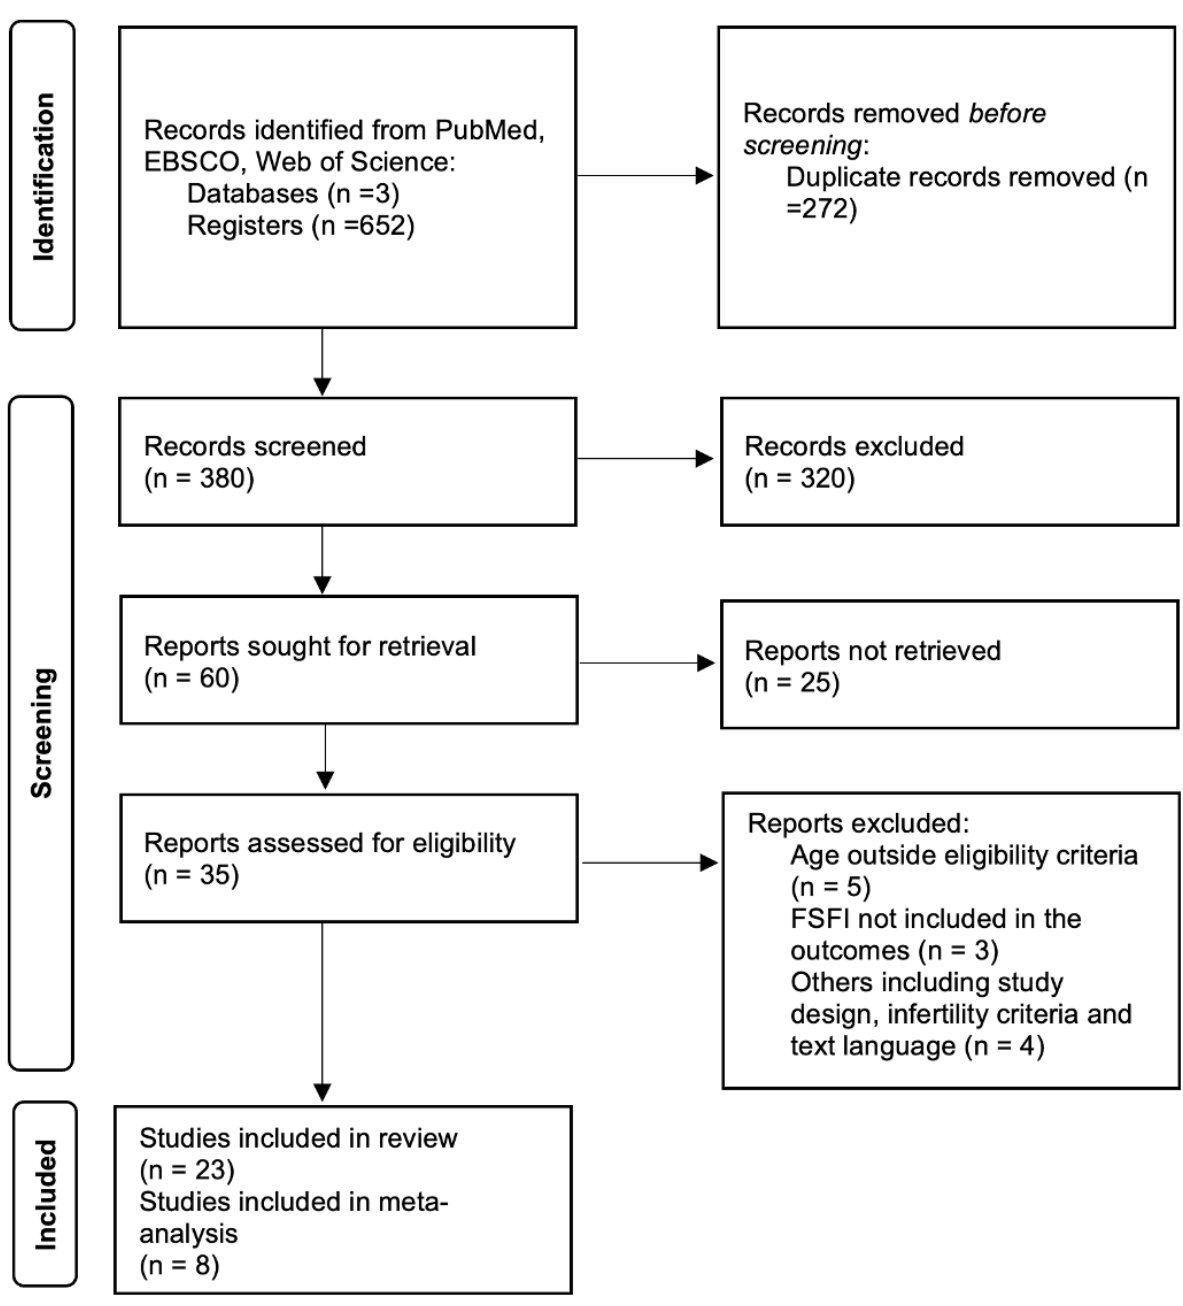 Identification
Records identified from PubMed,
EBSCO, Web of Science:
Databases (n =3)
Registers (n =652)
Records removed before
screening:
Duplicate records removed (n
=272)
Screening
Records screened
(n = 380)
Records excluded
(n = 320)
Reports sought for retrieval
(n = 60)
Reports not retrieved
(n = 25)
Reports assessed for eligibility
(n = 35)
Reports excluded:
Age outside eligibility criteria
(n = 5)
FSFI not included in the
outcomes (n = 3)
Others including study
design, infertility criteria and
text language (n = 4)
Included
Studies included in review
(n = 23)
Studies included in meta-
analysis
(n = 8)